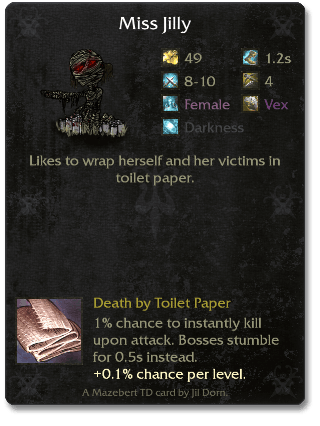 Miss Jilly
49 1.2s
8-10 4
Female Vex
Darkness
Likes to wrap herself and her victims in
toilet paper.
Death by Toilet Paper
1% chance to instantly kill
upon attack. Bosses stumble
for 0.5s instead.
+0.1% chance per level.
A Mazebert TD card by Jil Dorn.